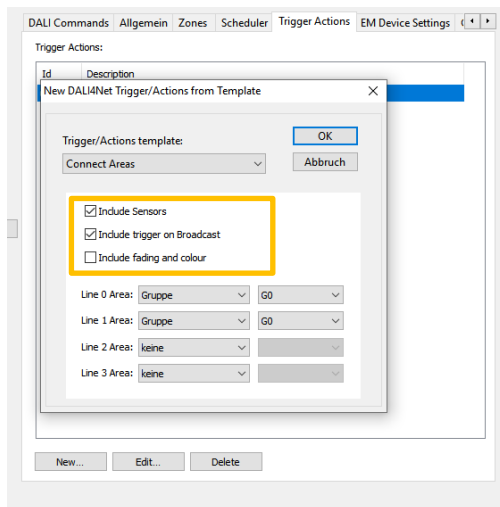 DALI Commands Allgemein Zones Scheduler Trigger Actions EM Device Settings
Trigger Actions:
Id Description
New DALI4Net Trigger/Actions from Template
Trigger/Actions template:
OK
Connect Areas
Abbruch
Include Sensors
Include trigger on Broadcast
Include fading and colour
Line 0 Area: Gruppe G0
Line 1 Area: Gruppe G0
Line 2 Area: keine
Line 3 Area: keine
New... Edit... Delete